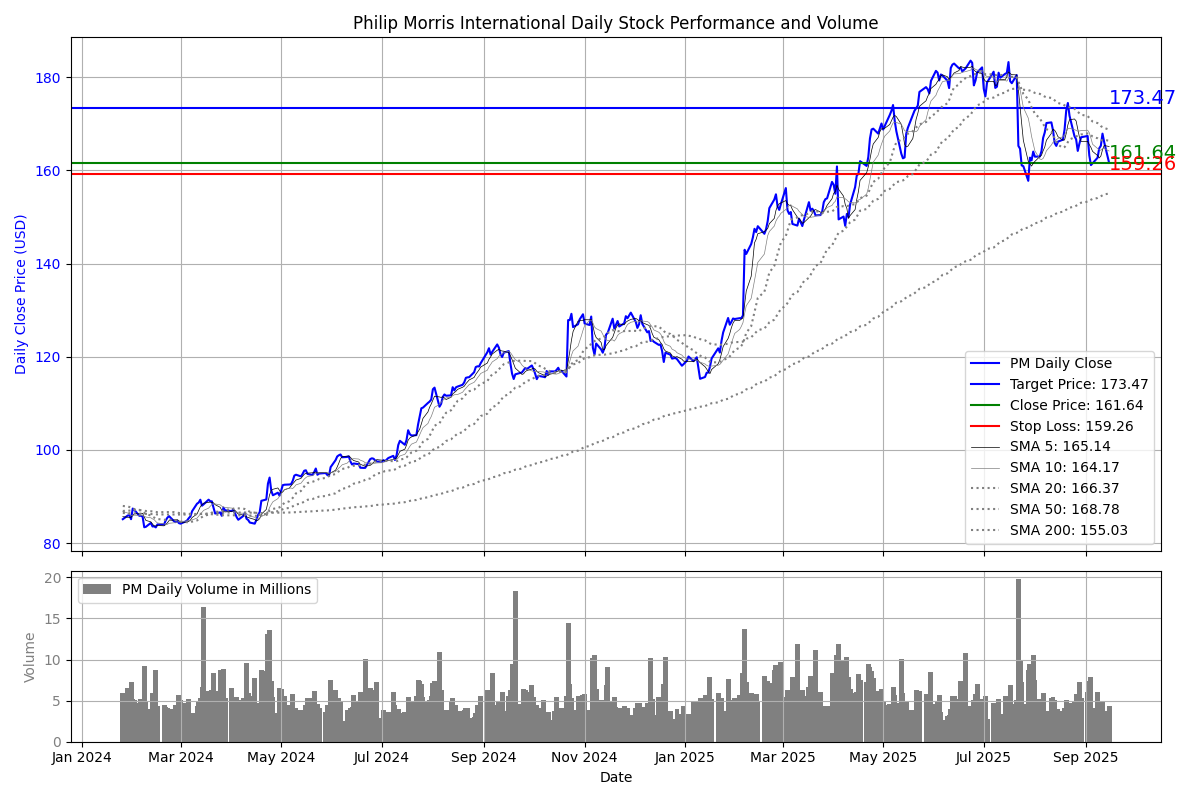 Philip Morris International Daily Stock Performance and Volume
Daily Close Price (USD)
180
160
140
120
100
80
173.47
161.64
159.26
PM Daily Close
Target Price: 173.47
Close Price: 161.64
Stop Loss: 159.26
SMA 5: 165.14
SMA 10: 164.17
SMA 20: 166.37
SMA 50: 168.78
SMA 200: 155.03
Volume
20
15
10
5
0
PM Daily Volume in Millions
Jan 2024 Mar 2024 May 2024 Jul 2024 Sep 2024 Nov 2024 Jan 2025 Mar 2025 May 2025 Jul 2025 Sep 2025
Date